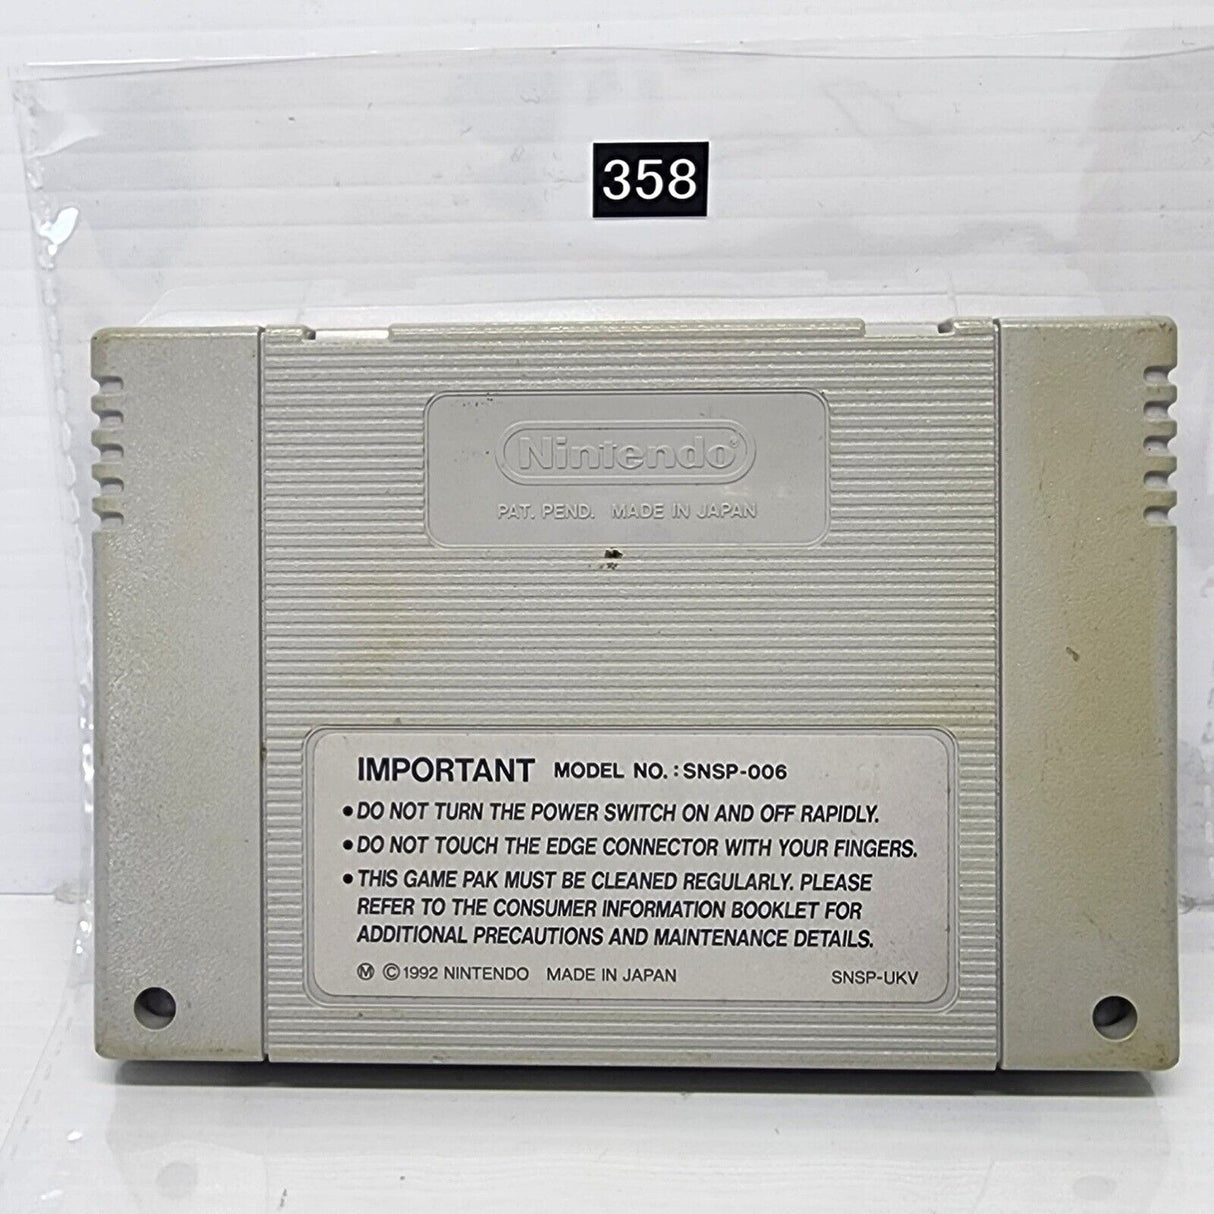 358
Nintendo®
PAT. PEND. MADE IN JAPAN
IMPORTANT MODEL NO.: SNSP-006
• DO NOT TURN THE POWER SWITCH ON AND OFF RAPIDLY.
• DO NOT TOUCH THE EDGE CONNECTOR WITH YOUR FINGERS.
• THIS GAME PAK MUST BE CLEANED REGULARLY. PLEASE
REFER TO THE CONSUMER INFORMATION BOOKLET FOR
ADDITIONAL PRECAUTIONS AND MAINTENANCE DETAILS.
Ⓜ © 1992 NINTENDO MADE IN JAPAN SNSP-UKV